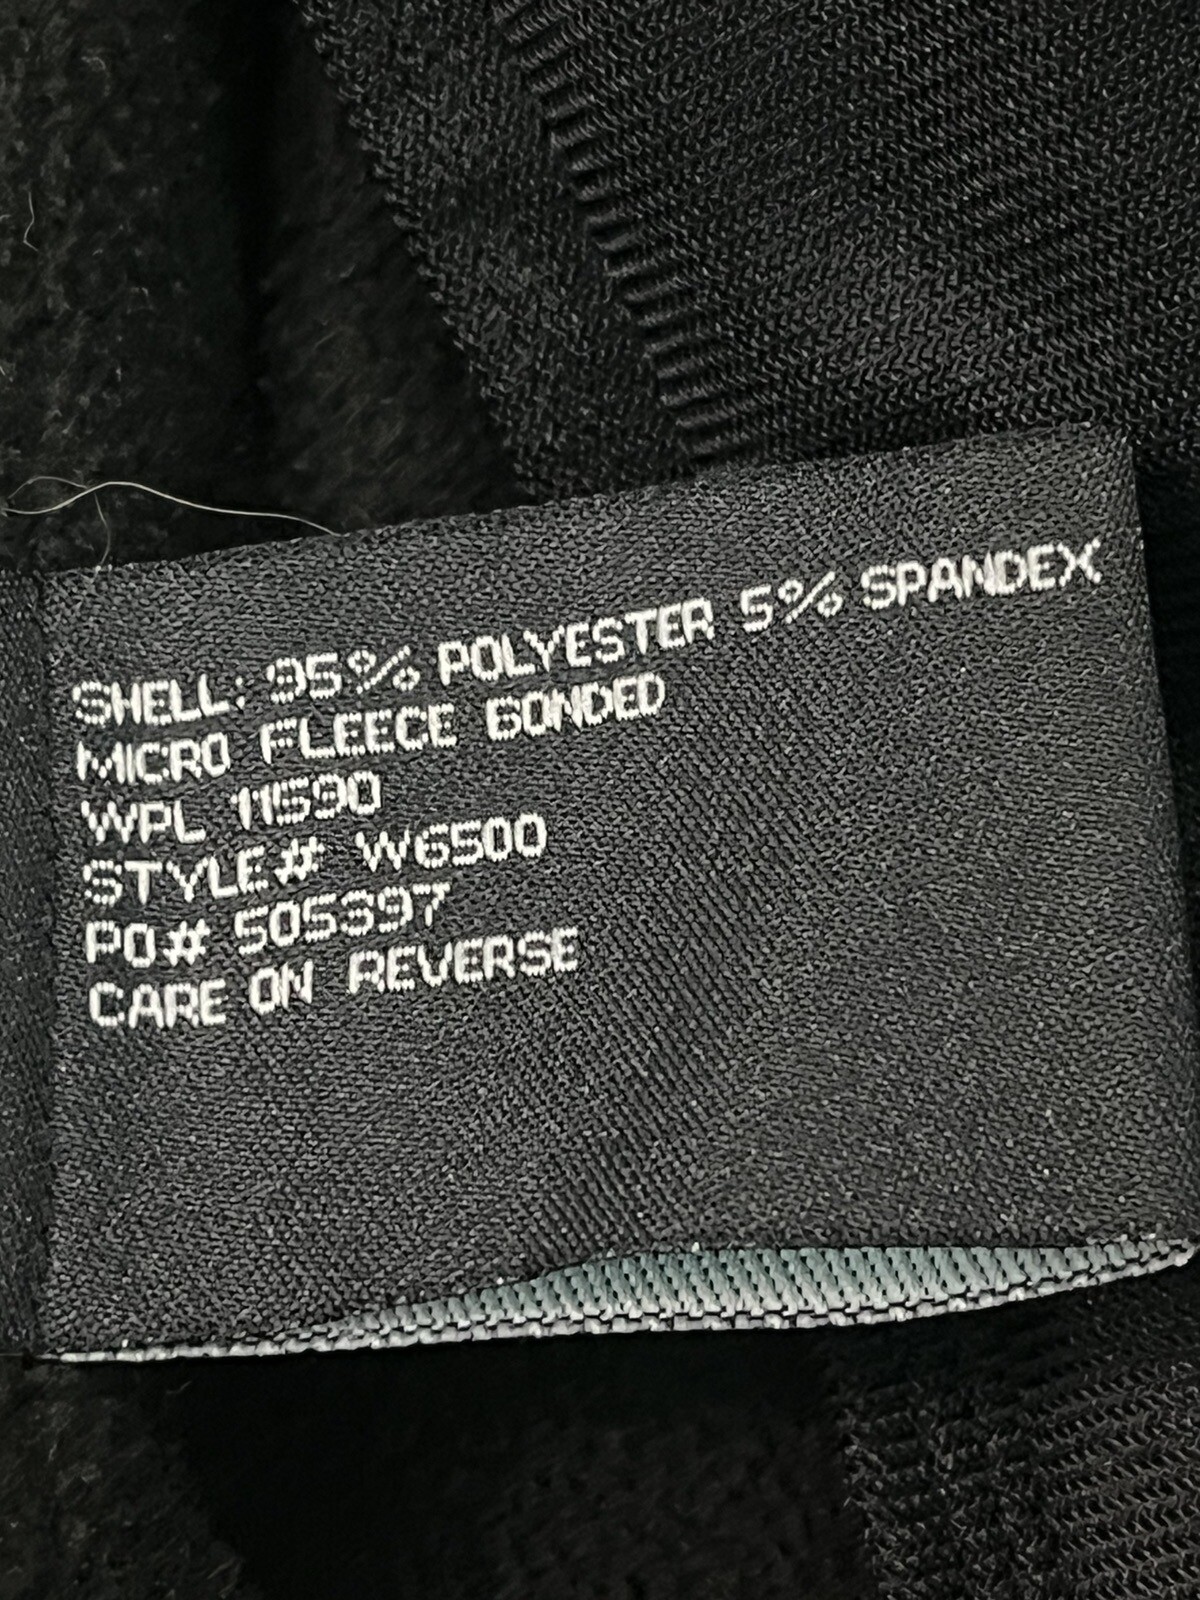 SHELL: 95% POLYESTER 5% SPANDEX
MICRO FLEECE BONDED
WPL 11590
STYLE# W6500
PO# 505397
CARE ON REVERSE